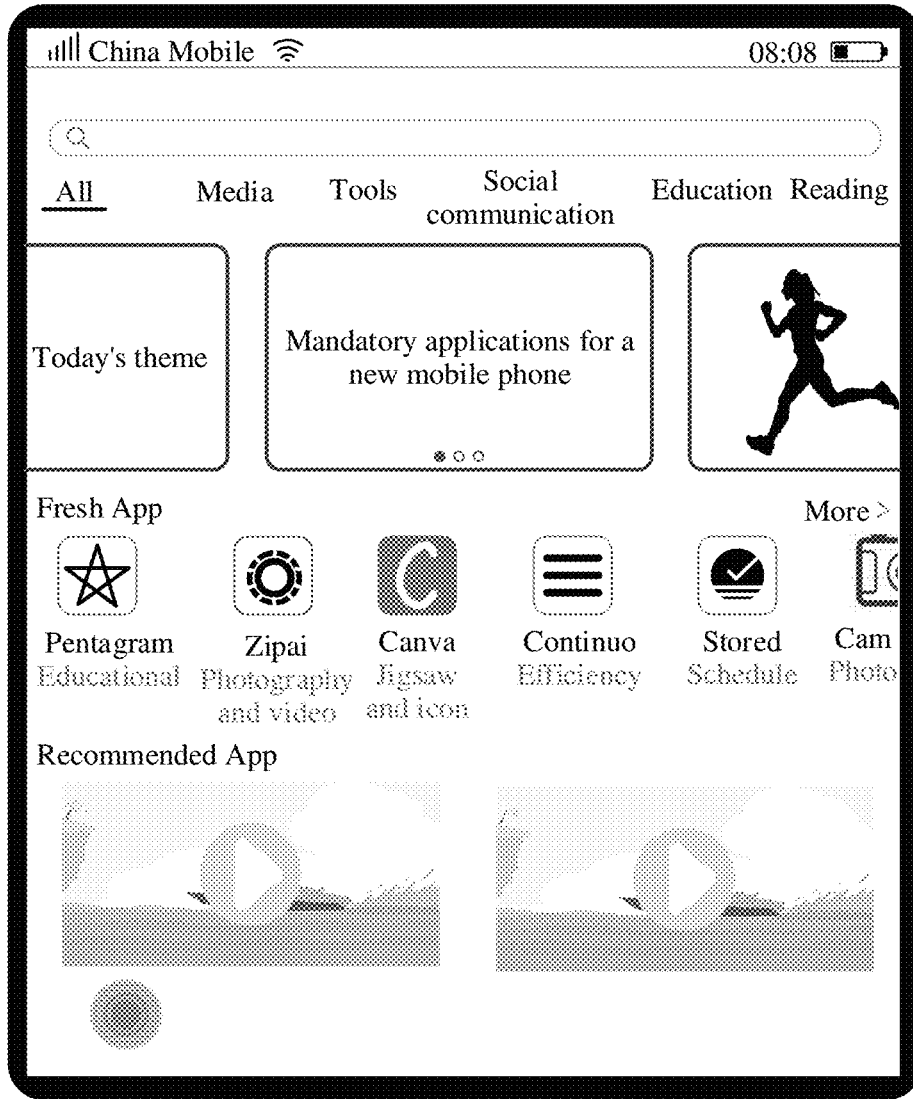 China Mobile 08:08
All Media Tools Social communication Education Reading
Today's theme
Mandatory applications for a
new mobile phone
Fresh App More >
C
Pentagram Zipai Canva Continuo Stored Cam
Educational Photography and video Jigsaw and icon Efficiency Schedule Photo
Recommended App